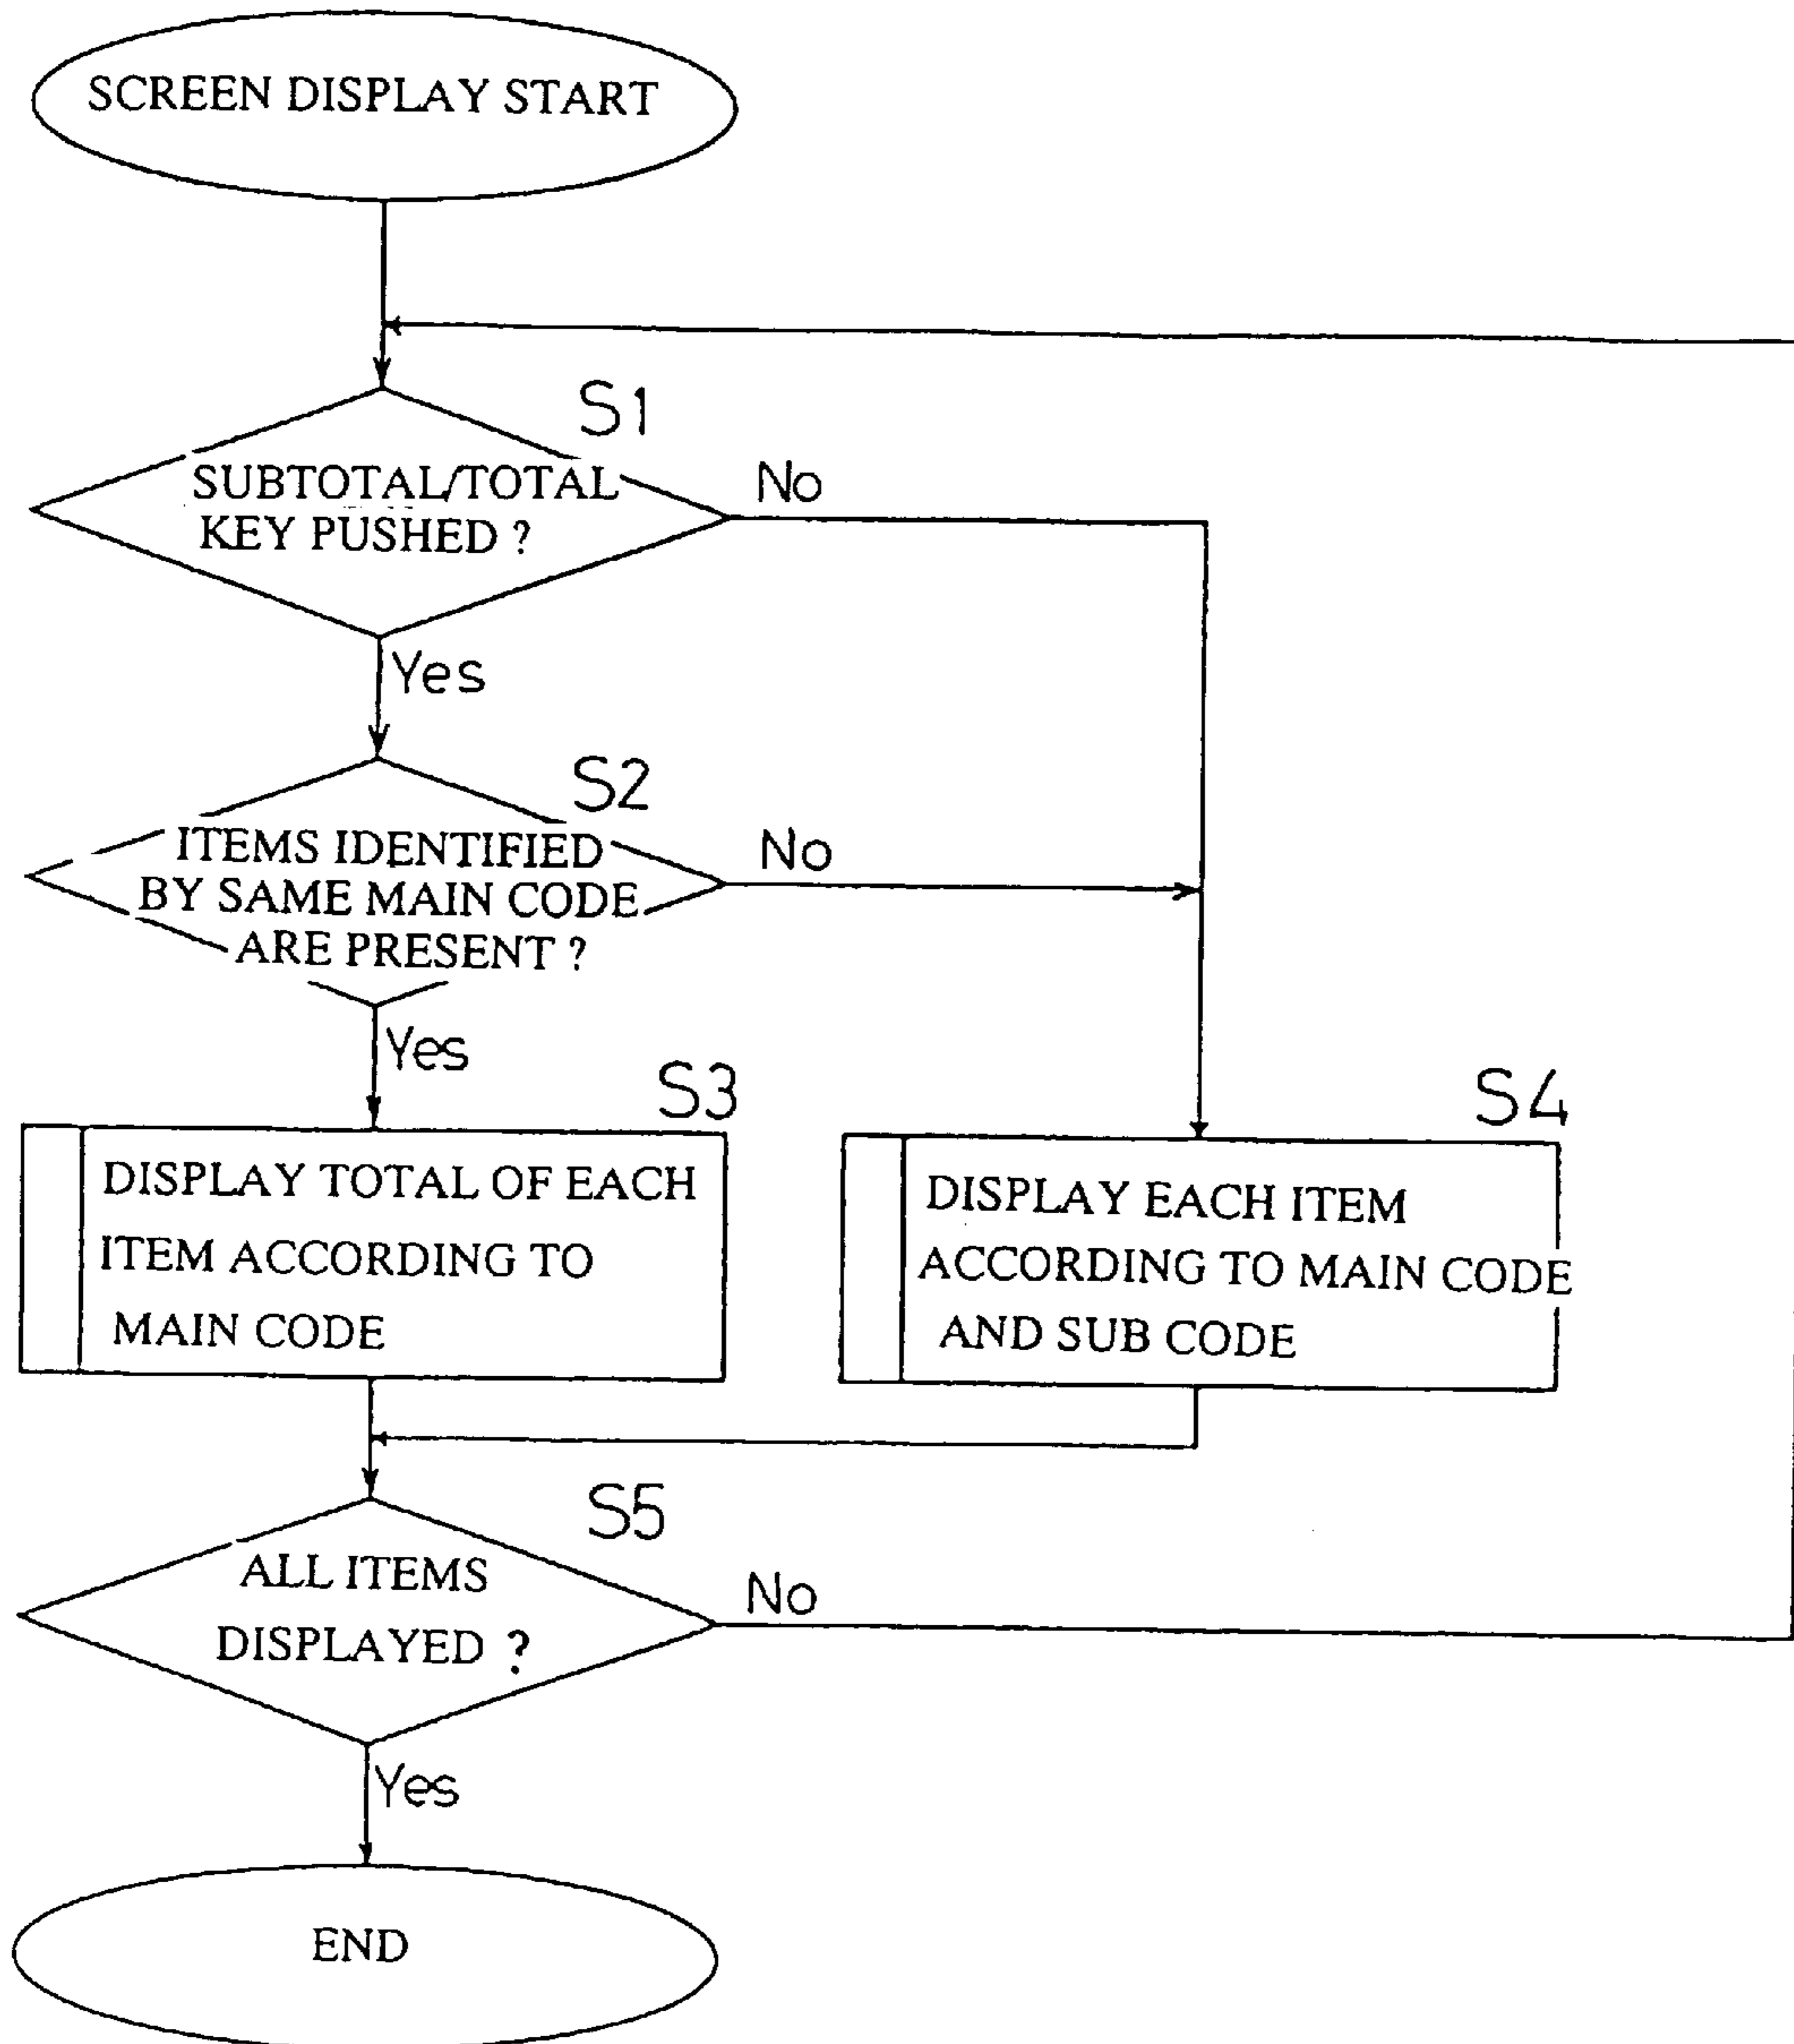 SCREEN DISPLAY START
S1
SUBTOTAL/TOTAL
KEY PUSHED ?
No
Yes
S2
ITEMS IDENTIFIED
BY SAME MAIN CODE
ARE PRESENT ?
No
Yes
S3
DISPLAY TOTAL OF EACH
ITEM ACCORDING TO
MAIN CODE
S4
DISPLAY EACH ITEM
ACCORDING TO MAIN CODE
AND SUB CODE
S5
ALL ITEMS
DISPLAYED ?
No
Yes
END